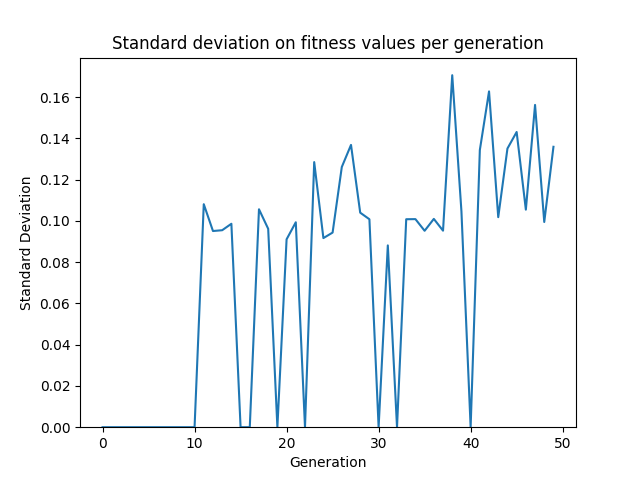 Standard deviation on fitness values per generation
Standard Deviation
0.16
0.14
0.12
0.10
0.08
0.06
0.04
0.02
0.00
0 10 20 30 40 50
Generation